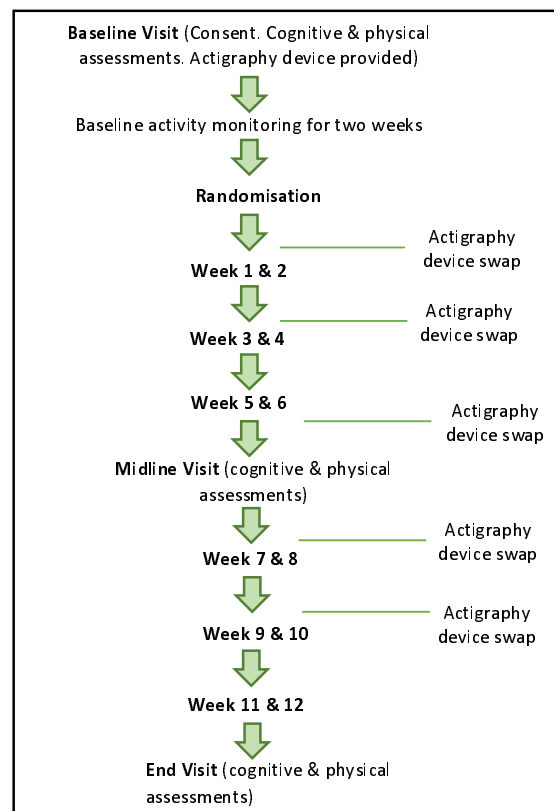 Baseline Visit (Consent. Cognitive & physical
assessments. Actigraphy device provided)
Baseline activity monitoring for two weeks
Randomisation
Actigraphy
device swap
Week 1 & 2
Actigraphy
device swap
Week 3 & 4
Week 5 & 6
Actigraphy
device swap
Midline Visit (cognitive & physical
assessments)
Actigraphy
device swap
Week 7 & 8
Actigraphy
device swap
Week 9 & 10
Week 11 & 12
End Visit (cognitive & physical
assessments)